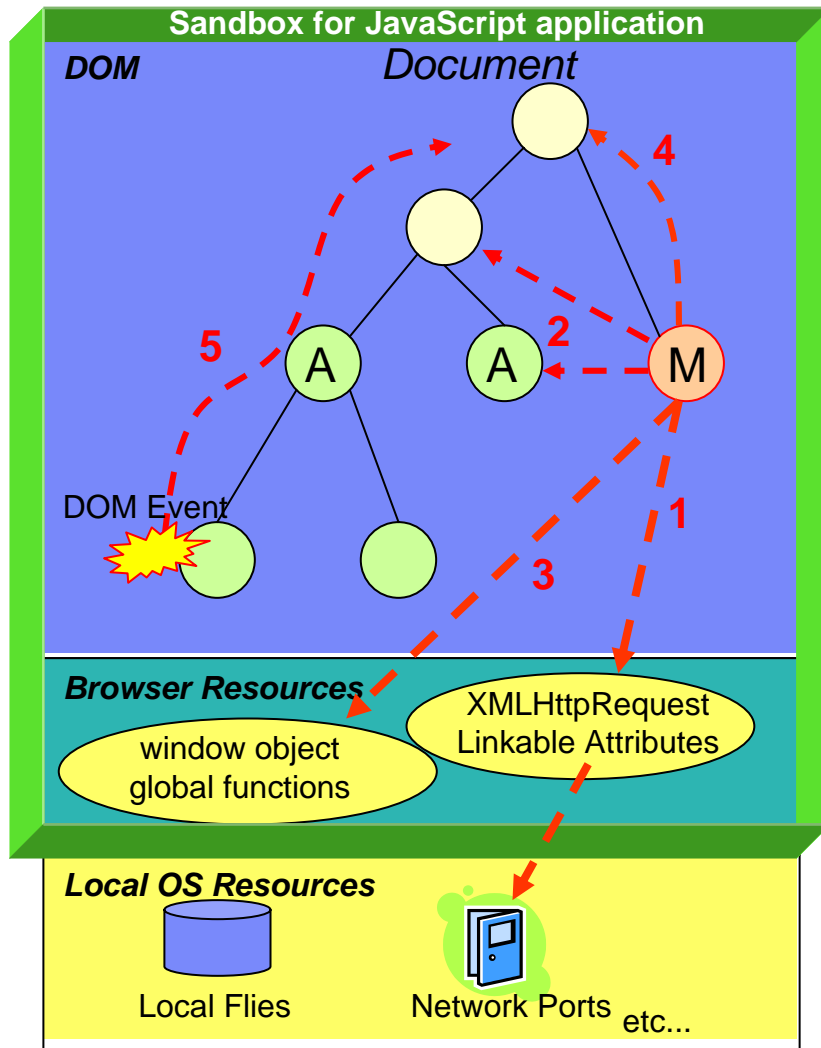 Sandbox for JavaScript application
DOM
Document
4
2
5
A
A
M
DOM Event
1
3
Browser Resources
XMLHttpRequest
Linkable Attributes
window object
global functions
Local OS Resources
Local Flies
Network Ports
etc...